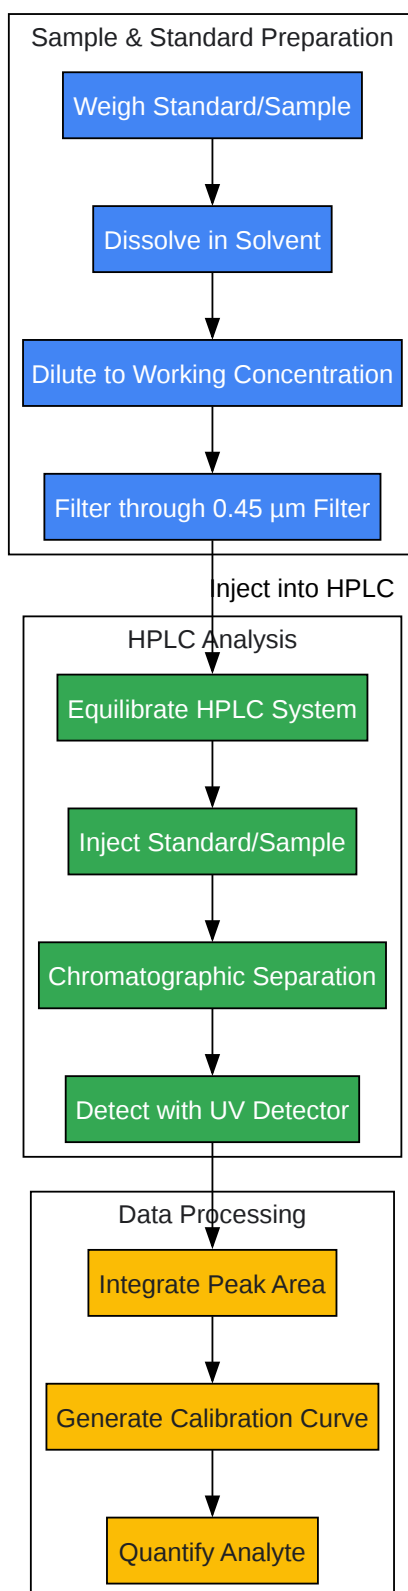 Sample & Standard Preparation
Weigh Standard/Sample
Dissolve in Solvent
Dilute to Working Concentration
Filter through 0.45 µm Filter
Inject into HPLC
HPLC Analysis
Equilibrate HPLC System
Inject Standard/Sample
Chromatographic Separation
Detect with UV Detector
Data Processing
Integrate Peak Area
Generate Calibration Curve
Quantify Analyte